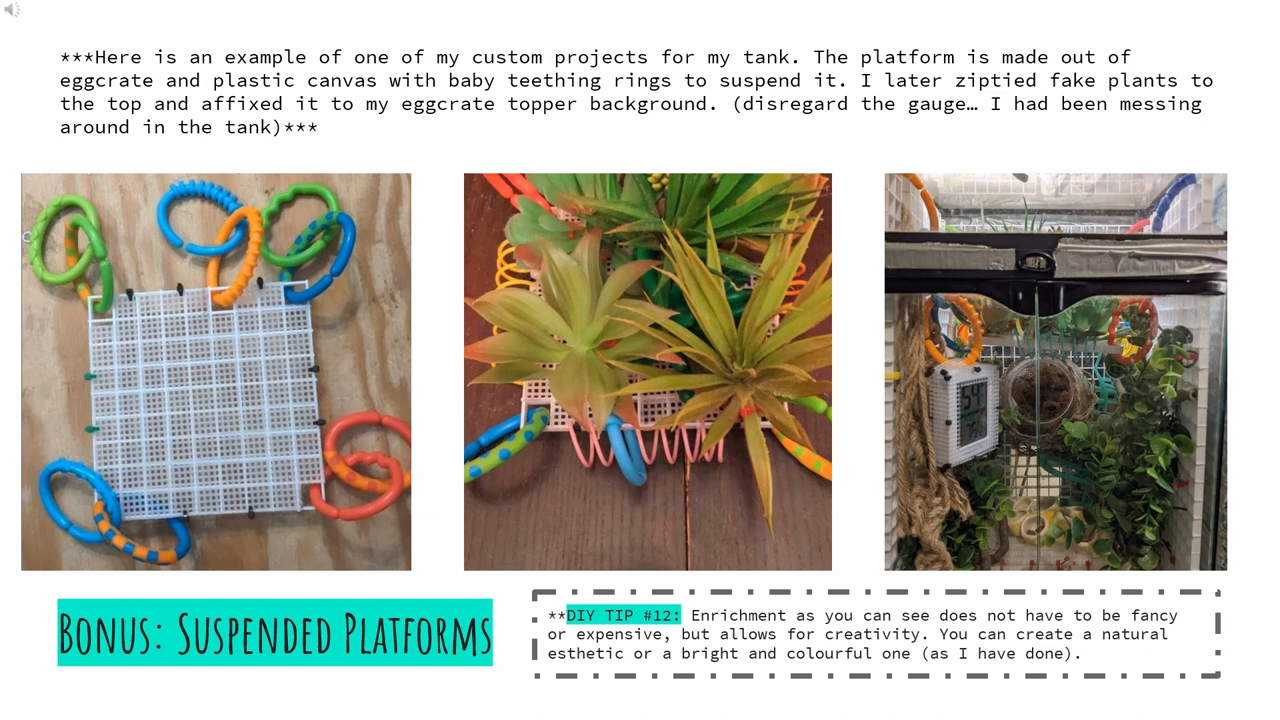 ***Here is an example of one of my custom projects for my tank. The platform is made out of
eggcrate and plastic canvas with baby teething rings to suspend it. I later ziptied fake plants to
the top and affixed it to my eggcrate topper background. (disregard the gauge… I had been messing
around in the tank)***
Bonus: Suspended Platforms
**DIY TIP #12: Enrichment as you can see does not have to be fancy
or expensive, but allows for creativity. You can create a natural
esthetic or a bright and colourful one (as I have done).